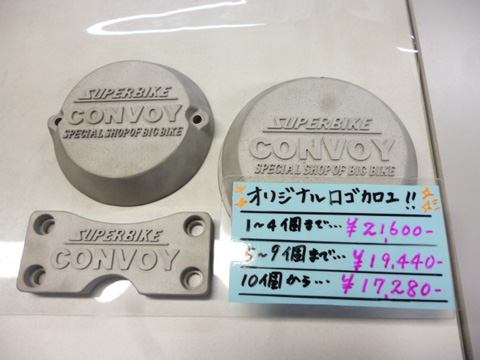 SUPERBIKE
CONVOY
SPECIAL SHOP OF BIG BIKE
SUPERBIKE
CONVOY
SPECIAL SHOP OF BIG BIKE
SUPERBIKE
CONVOY
オリジナルロゴカロエ!!
1~4個まで…¥21,600-
5~9個まで…¥19,440-
10個から…¥17,280-